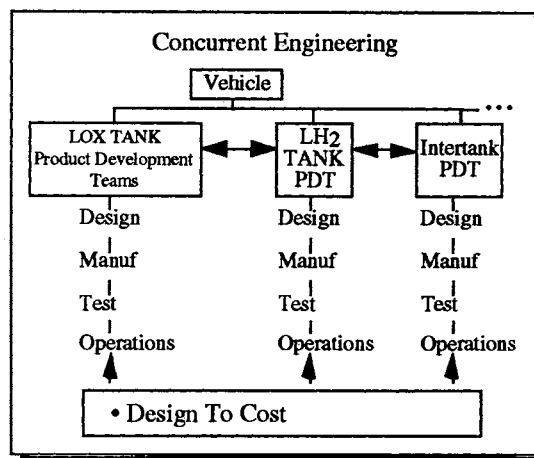 Concurrent Engineering
Vehicle
...
LOX TANK
Product Development
Teams
LH2
TANK
PDT
Intertank
PDT
Design
Design
Design
Manuf
Manuf
Manuf
Test
Test
Test
Operations
Operations
Operations
• Design To Cost